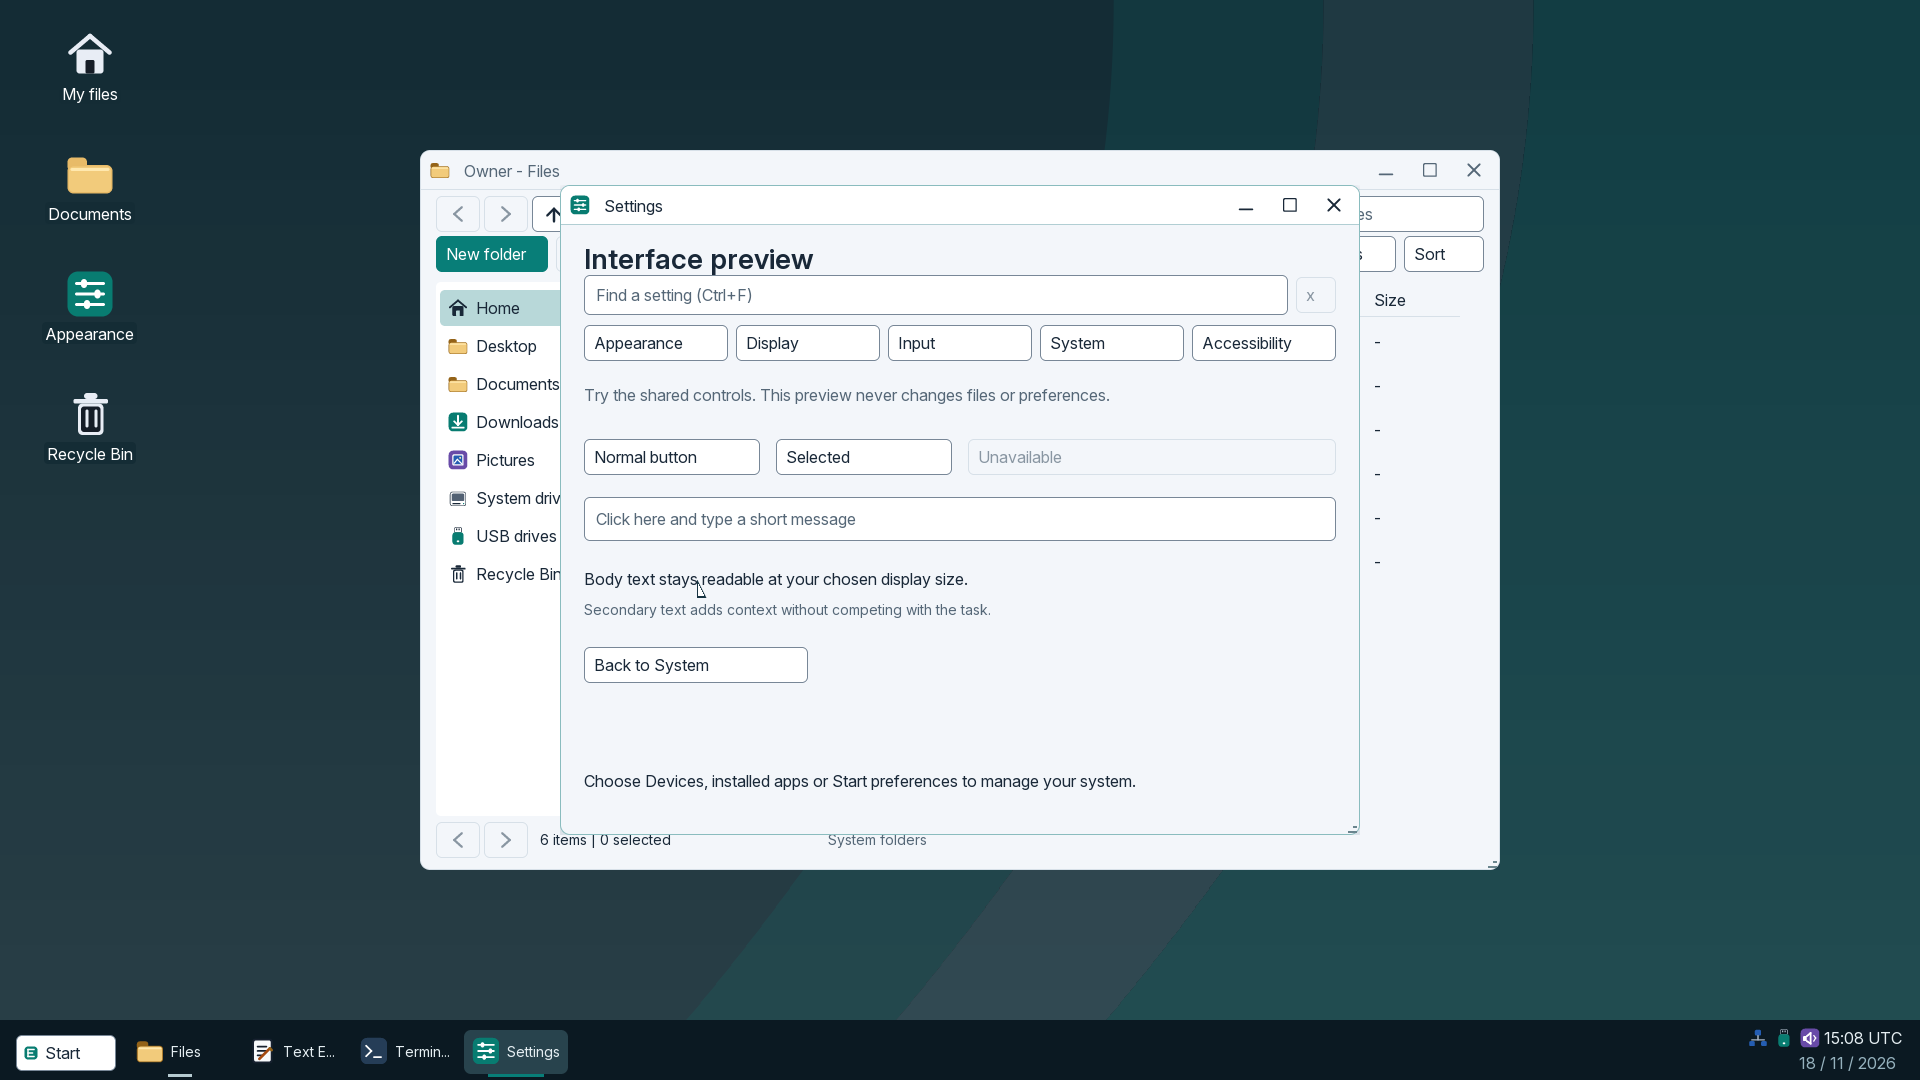 My files
Documents
Appearance
Recycle Bin
Owner - Files
New folder
Sort
Home
Desktop
Documents
Downloads
Pictures
System driv
USB drives
Recycle Bin
Size
-
-
-
-
-
-
6 items | 0 selected
System folders
Settings
Interface preview
Find a setting (Ctrl+F)
x
Appearance
Display
Input
System
Accessibility
Try the shared controls. This preview never changes files or preferences.
Normal button
Selected
Unavailable
Click here and type a short message
Body text stays readable at your chosen display size.
Secondary text adds context without competing with the task.
Back to System
Choose Devices, installed apps or Start preferences to manage your system.
Start
Files
Text E...
Termin...
Settings
15:08 UTC
18 / 11 / 2026